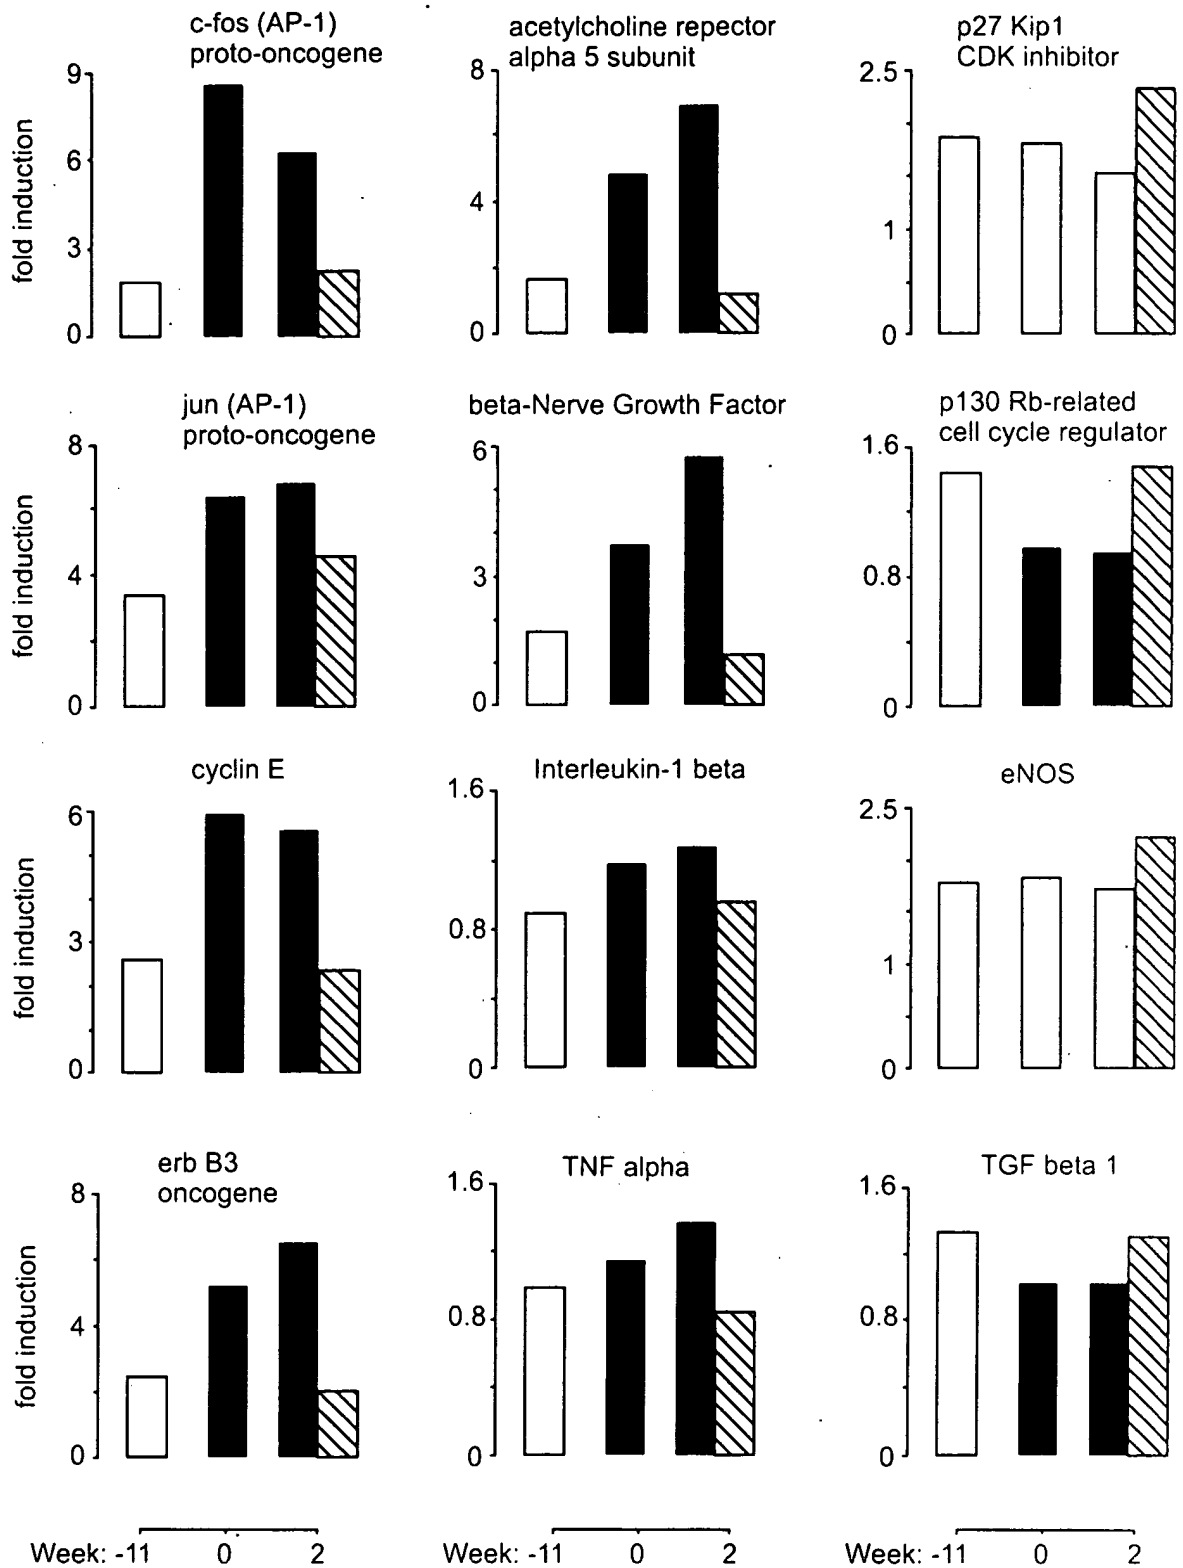 c-fos (AP-1)
proto-oncogene
acetylcholine repector
alpha 5 subunit
p27 Kip1
CDK inhibitor
fold induction
9
6
3
0
8
4
0
2.5
1
0
jun (AP-1)
proto-oncogene
beta-Nerve Growth Factor
p130 Rb-related
cell cycle regulator
fold induction
8
4
0
6
3
0
1.6
0.8
0
cyclin E
Interleukin-1 beta
eNOS
fold induction
6
3
0
1.6
0.8
0
2.5
1
0
erb B3
oncogene
TNF alpha
TGF beta 1
fold induction
8
4
0
1.6
0.8
0
1.6
0.8
0
Week: -11 0 2
Week: -11 0 2
Week: -11 0 2